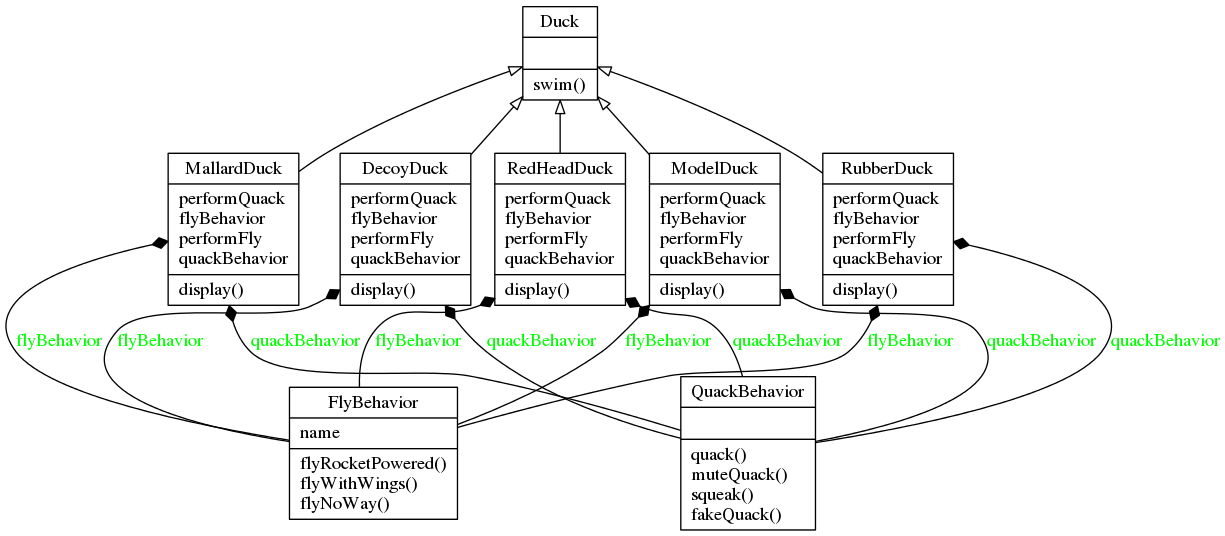 Duck
swim()
MallardDuck
performQuack
flyBehavior
performFly
quackBehavior
display()
DecoyDuck
performQuack
flyBehavior
performFly
quackBehavior
display()
RedHeadDuck
performQuack
flyBehavior
performFly
quackBehavior
display()
ModelDuck
performQuack
flyBehavior
performFly
quackBehavior
display()
RubberDuck
performQuack
flyBehavior
performFly
quackBehavior
display()
flyBehavior
flyBehavior
quackBehavior
flyBehavior
quackBehavior
flyBehavior
quackBehavior
flyBehavior
quackBehavior
quackBehavior
FlyBehavior
name
flyRocketPowered()
flyWithWings()
flyNoWay()
QuackBehavior
quack()
muteQuack()
squeak()
fakeQuack()